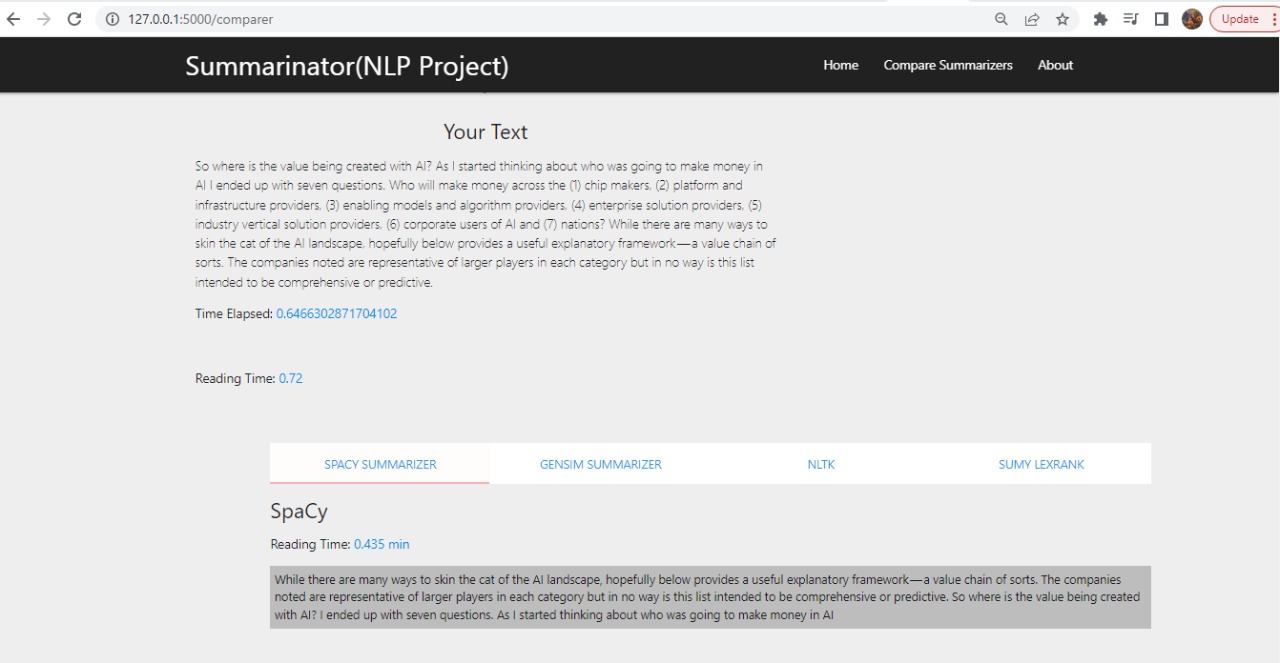 127.0.0.1:5000/comparer
Update
Summarinator(NLP Project)
Home
Compare Summarizers
About
Your Text
So where is the value being created with AI? As I started thinking about who was going to make money in
AI I ended up with seven questions. Who will make money across the (1) chip makers, (2) platform and
infrastructure providers, (3) enabling models and algorithm providers, (4) enterprise solution providers, (5)
industry vertical solution providers, (6) corporate users of AI and (7) nations? While there are many ways to
skin the cat of the AI landscape, hopefully below provides a useful explanatory framework—a value chain of
sorts. The companies noted are representative of larger players in each category but in no way is this list
intended to be comprehensive or predictive.
Time Elapsed: 0.6466302871704102
Reading Time: 0.72
SPACY SUMMARIZER
GENSIM SUMMARIZER
NLTK
SUMY LEXRANK
SpaCy
Reading Time: 0.435 min
While there are many ways to skin the cat of the AI landscape, hopefully below provides a useful explanatory framework—a value chain of sorts. The companies
noted are representative of larger players in each category but in no way is this list intended to be comprehensive or predictive. So where is the value being created
with AI? I ended up with seven questions. As I started thinking about who was going to make money in AI